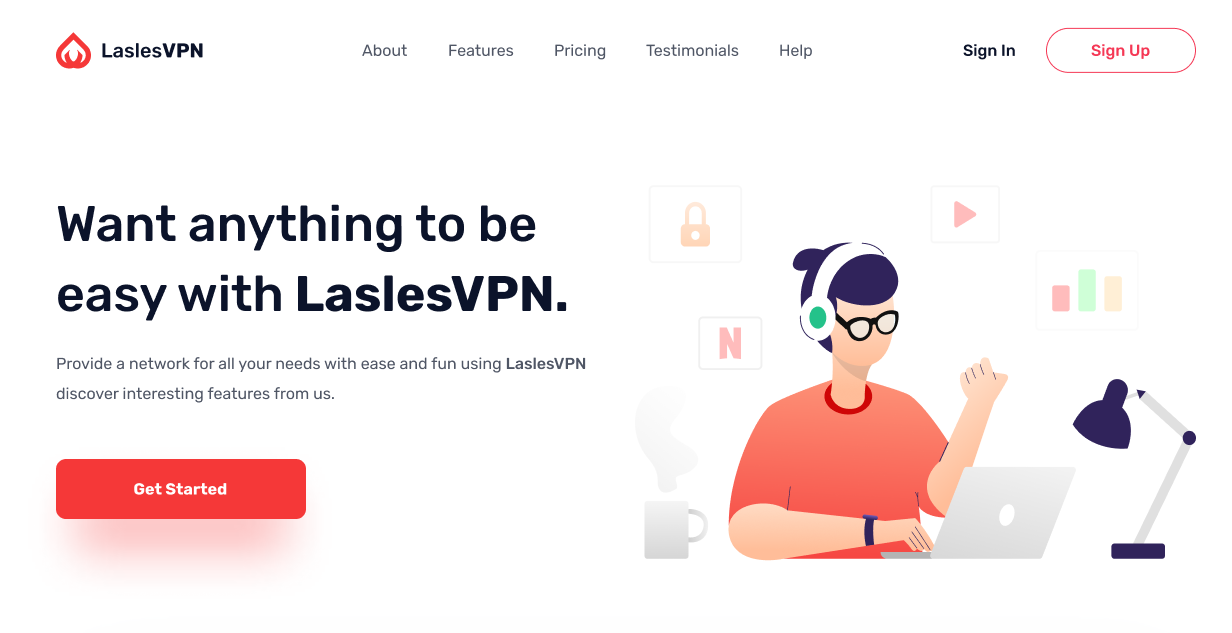 LaslesVPN
About
Features
Pricing
Testimonials
Help
Sign In
Sign Up
Want anything to be
easy with LaslesVPN.
Provide a network for all your needs with ease and fun using LaslesVPN
discover interesting features from us.
Get Started
N